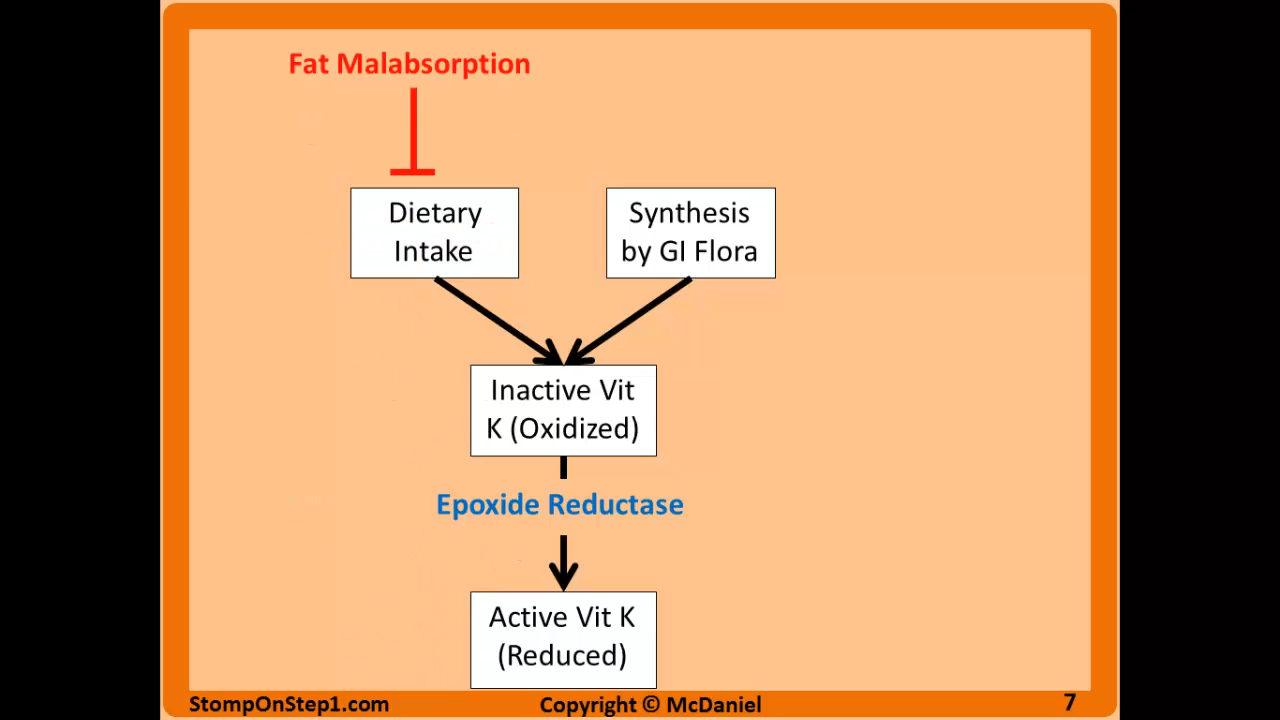 Fat Malabsorption
Dietary
Intake
Synthesis
by GI Flora
Inactive Vit
K (Oxidized)
Epoxide Reductase
Active Vit K
(Reduced)
StompOnStep1.com
Copyright © McDaniel
7